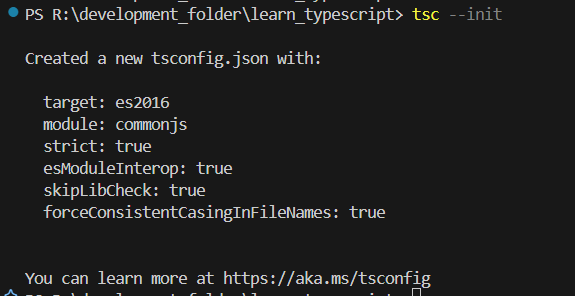 PS R:\development_folder\learn_typescript> tsc --init
Created a new tsconfig.json with:
target: es2016
module: commonjs
strict: true
esModuleInterop: true
skipLibCheck: true
forceConsistentCasingInFileNames: true
You can learn more at https://aka.ms/tsconfig